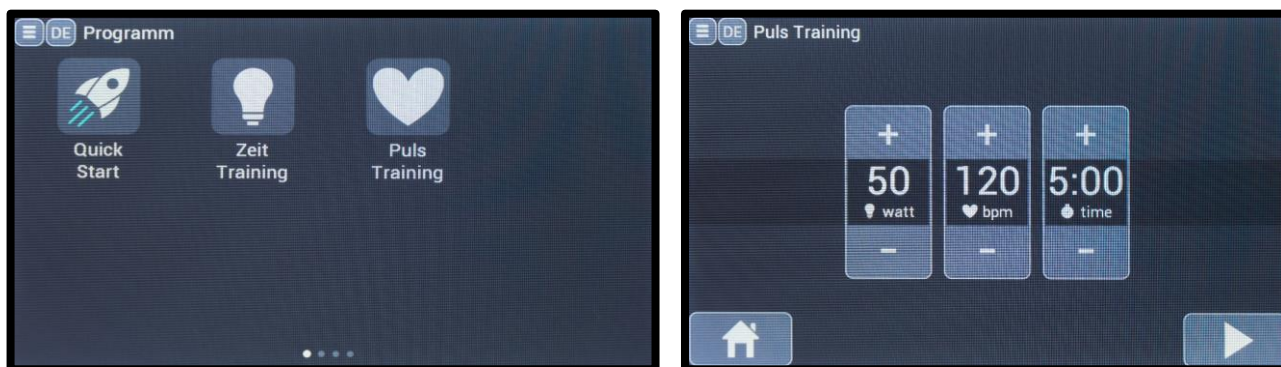 DE Programm
Quick
Start
Zeit
Training
Puls
Training
DE Puls Training
+ + +
50 120 5:00
watt bpm time
- - -